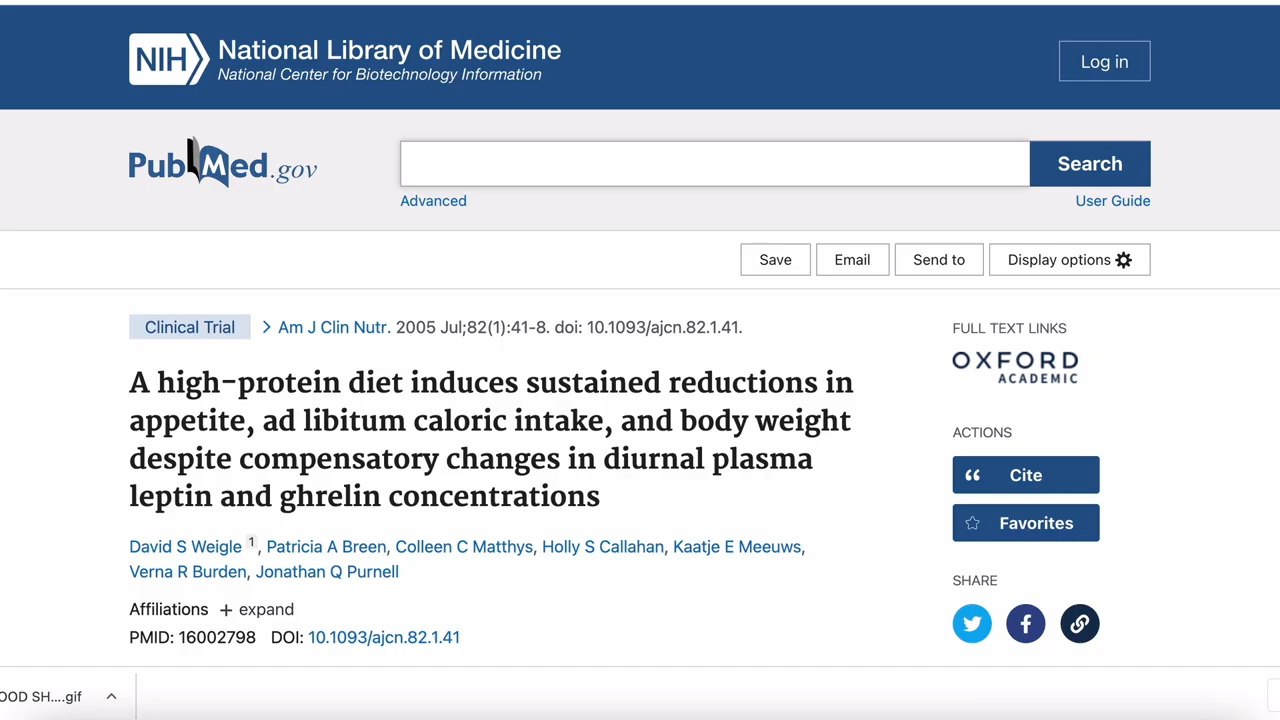 NIH National Library of Medicine
National Center for Biotechnology Information
Log in
PubMed.gov
Search
Advanced
User Guide
Save
Email
Send to
Display options
Clinical Trial
Am J Clin Nutr. 2005 Jul;82(1):41-8. doi: 10.1093/ajcn.82.1.41.
A high-protein diet induces sustained reductions in
appetite, ad libitum caloric intake, and body weight
despite compensatory changes in diurnal plasma
leptin and ghrelin concentrations
David S Weigle 1, Patricia A Breen, Colleen C Matthys, Holly S Callahan, Kaatje E Meeuws,
Verna R Burden, Jonathan Q Purnell
Affiliations + expand
PMID: 16002798 DOI: 10.1093/ajcn.82.1.41
FULL TEXT LINKS
OXFORD
ACADEMIC
ACTIONS
Cite
Favorites
SHARE
OOD SH....gif